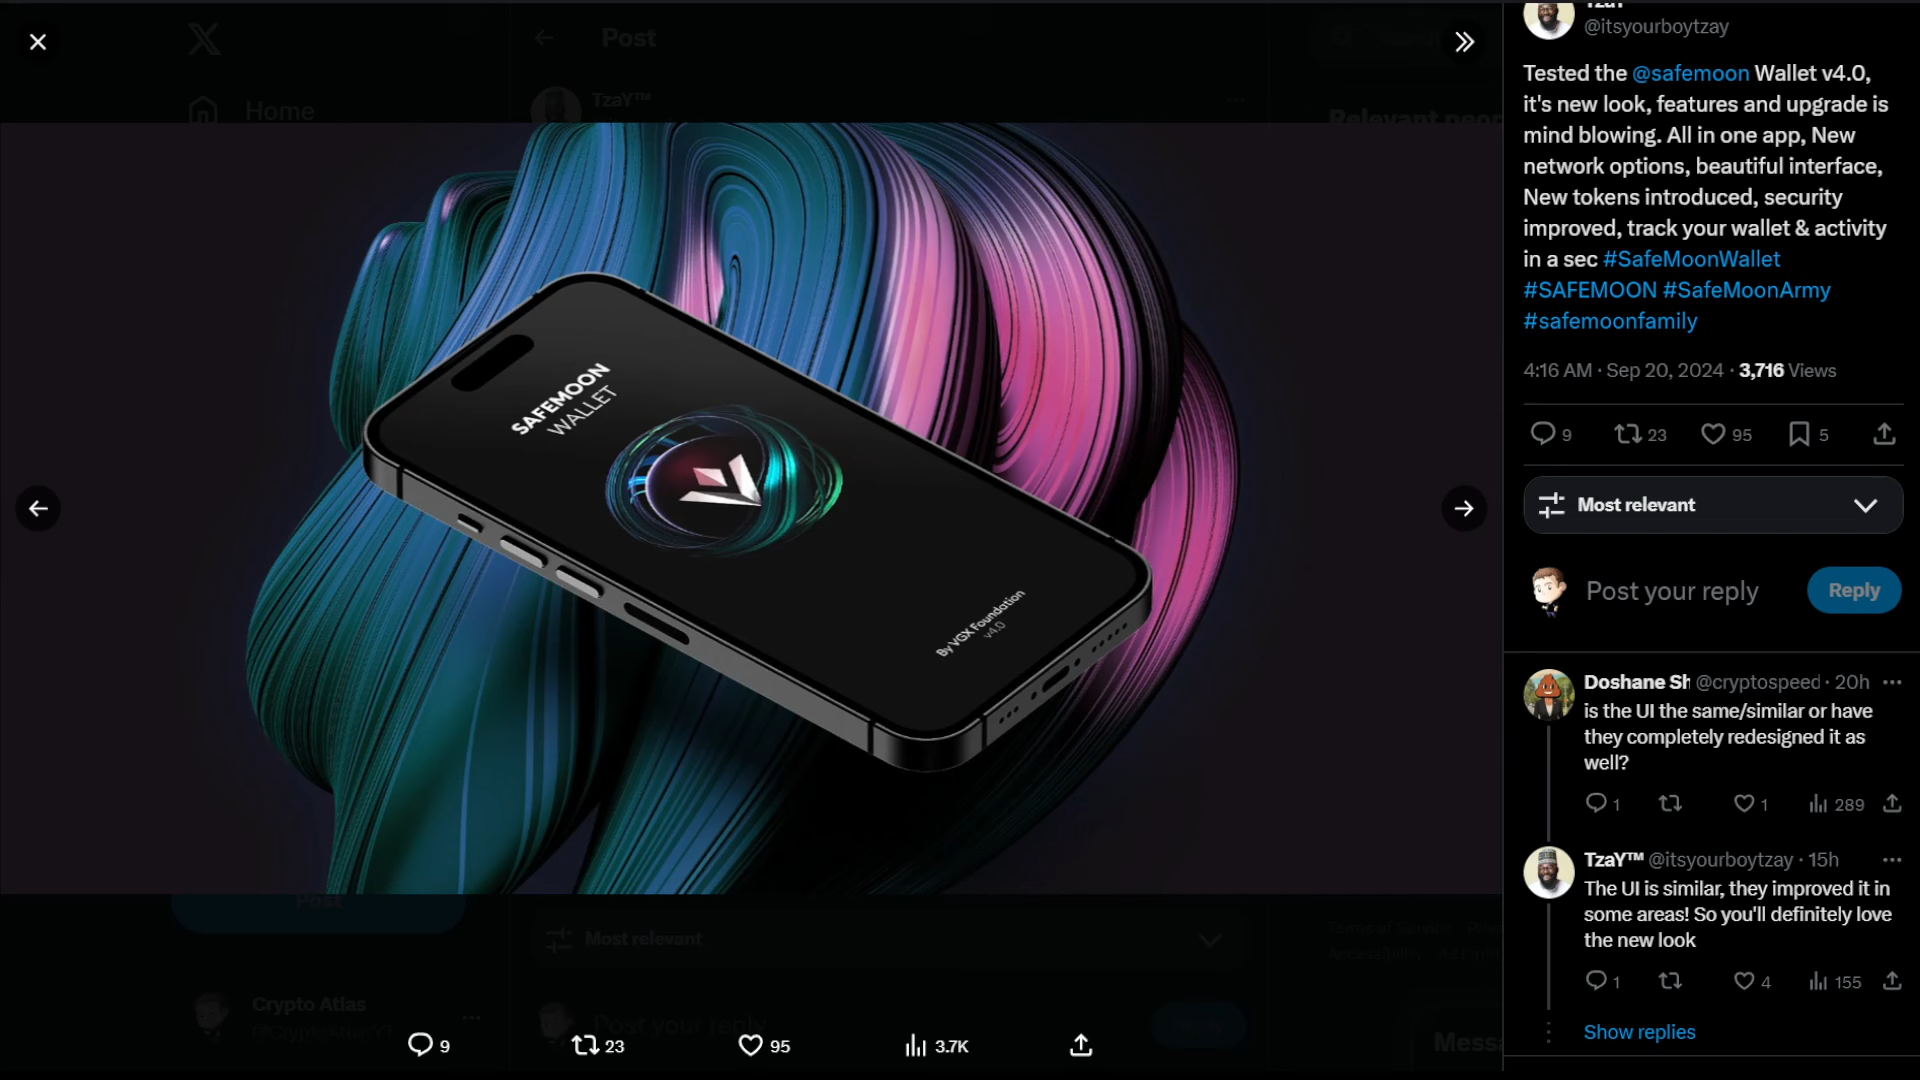 Home
Post
TzaY™
SAFEMOON
WALLET
By VGX Foundation
v4.0
Post
Most relevant
Crypto Atlas
Post your reply
9
23
95
3.7K
TzaY™
@itsyourboytzay
Tested the @safemoon Wallet v4.0,
it's new look, features and upgrade is
mind blowing. All in one app, New
network options, beautiful interface,
New tokens introduced, security
improved, track your wallet & activity
in a sec #SafeMoonWallet
#SAFEMOON #SafeMoonArmy
#safemoonfamily
4:16 AM · Sep 20, 2024 · 3,716 Views
9
23
95
5
Most relevant
Post your reply
Reply
Doshane Sh @cryptospeed · 20h
is the UI the same/similar or have
they completely redesigned it as
well?
1
1
289
TzaY™ @itsyourboytzay · 15h
The UI is similar, they improved it in
some areas! So you'll definitely love
the new look
1
4
155
Show replies